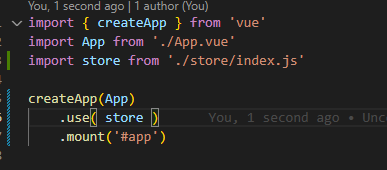 You, 1 second ago | 1 author (You)
import { createApp } from 'vue'
import App from './App.vue'
import store from './store/index.js'
createApp(App)
.use( store ) You, 1 second ago • Unc
.mount('#app')